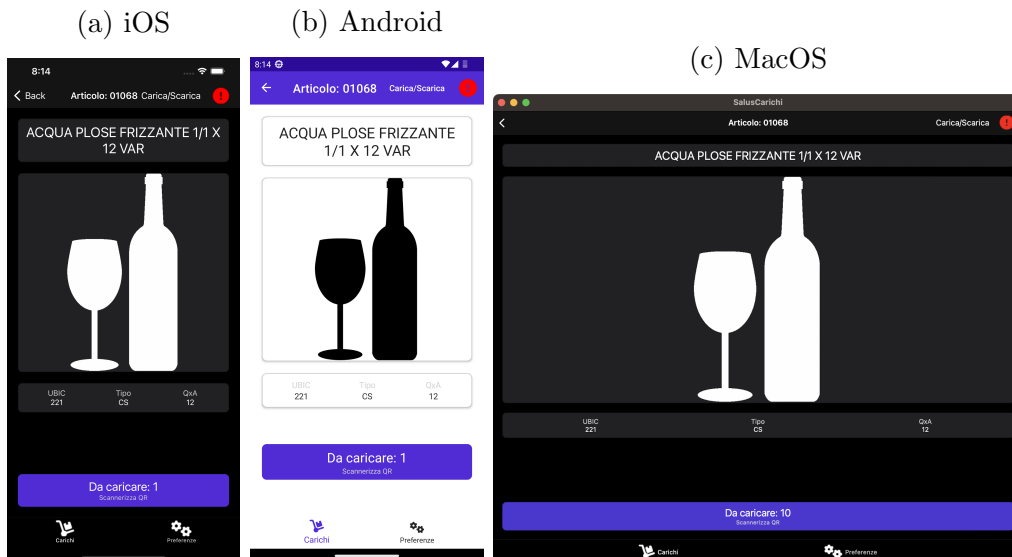 (a) iOS
8:14
Back Articolo: 01068 Carica/Scarica !
ACQUA PLOSE FRIZZANTE 1/1 X
12 VAR
UBIC Tipo QxA
221 CS 12
Da caricare: 1
Scannerizza QR
Carichi Preferenze
(b) Android
8:14
Articolo: 01068 Carica/Scarica !
ACQUA PLOSE FRIZZANTE
1/1 X 12 VAR
UBIC Tipo QxA
221 CS 12
Da caricare: 1
Scannerizza QR
Carichi Preferenze
(c) MacOS
SalusCarichi
Articolo: 01068 Carica/Scarica !
ACQUA PLOSE FRIZZANTE 1/1 X 12 VAR
UBIC Tipo QxA
221 CS 12
Da caricare: 10
Scannerizza QR
Carichi Preferenze